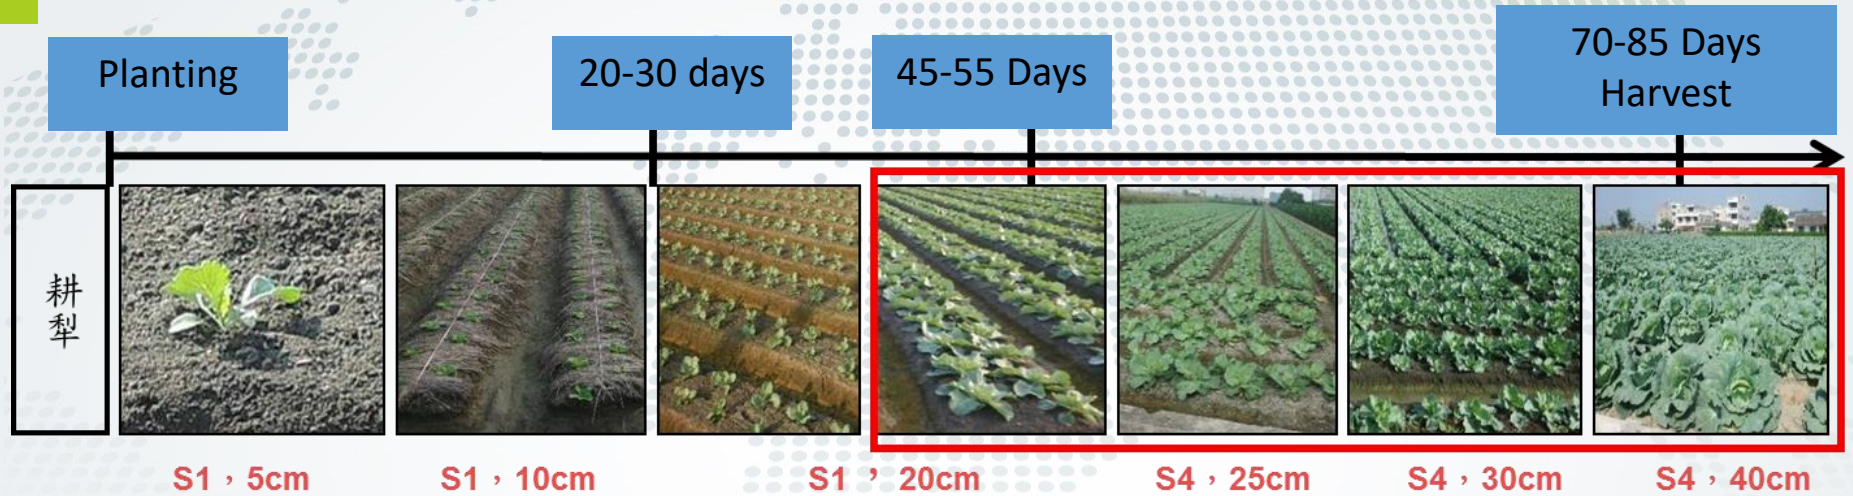 Planting
20-30 days
45-55 Days
70-85 Days
Harvest
耕
犁
S1，5cm
S1，10cm
S1，20cm
S4，25cm
S4，30cm
S4，40cm